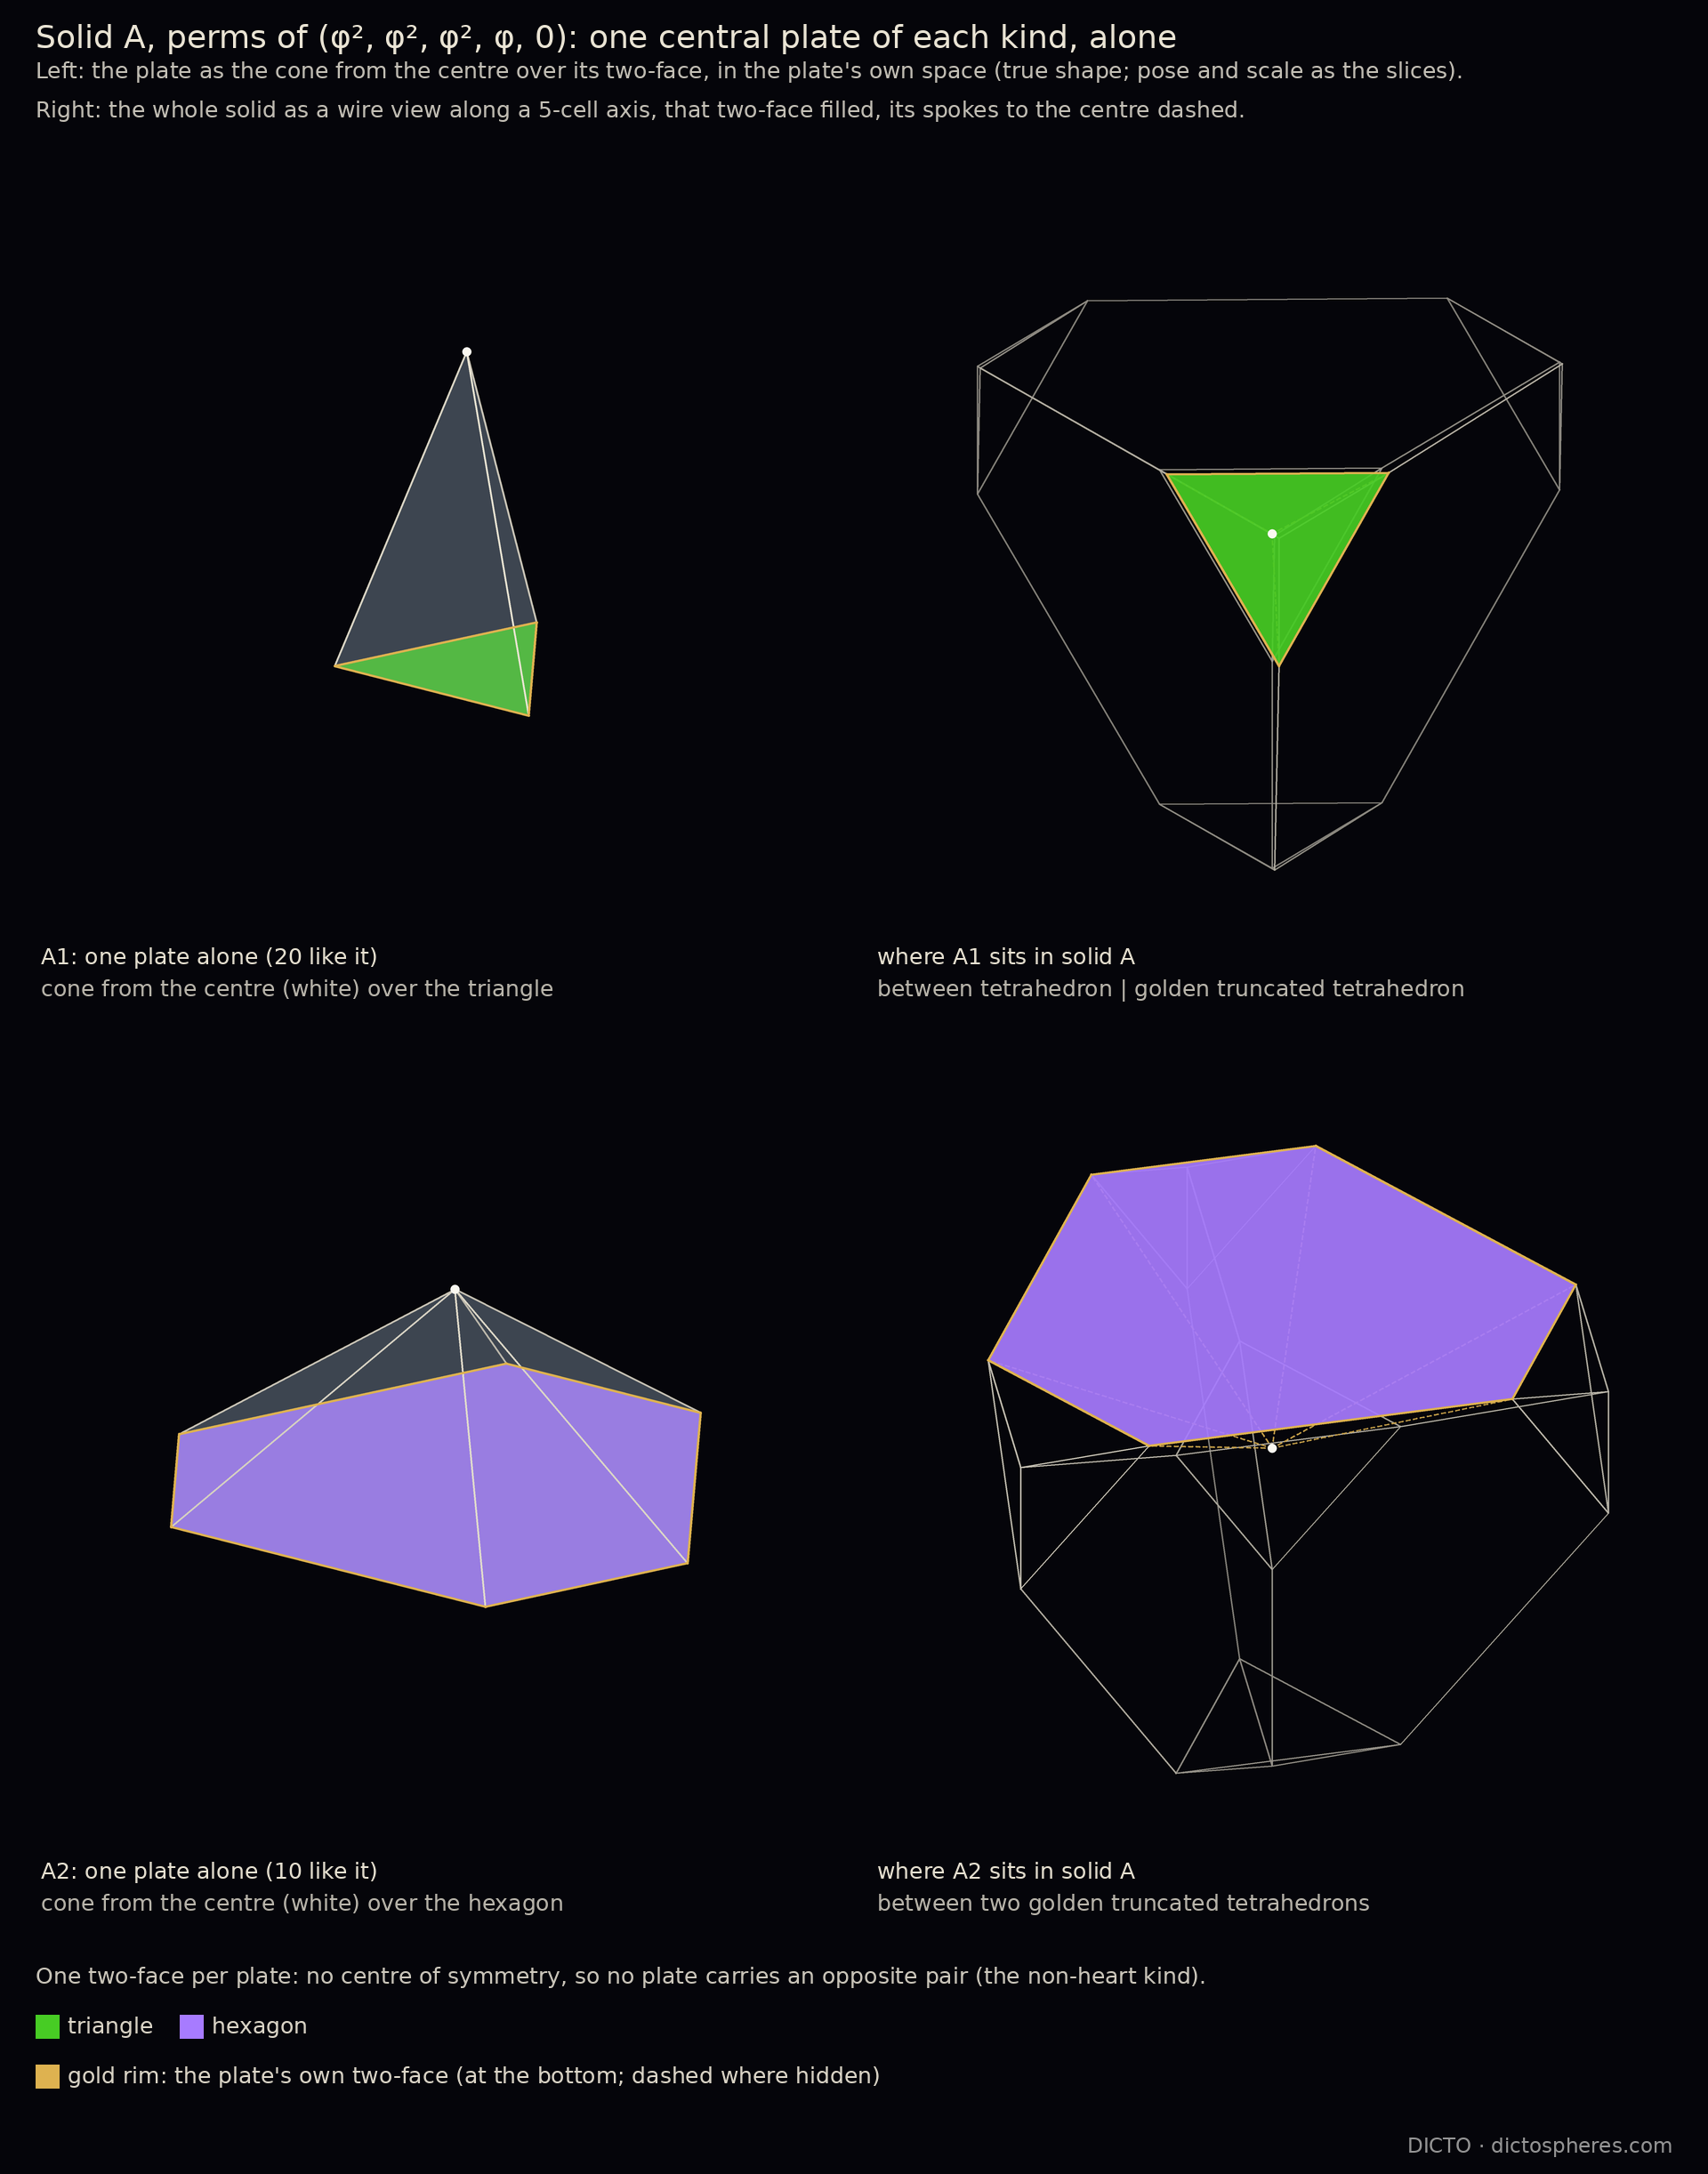 Solid A, perms of (φ², φ², φ², φ, 0): one central plate of each kind, alone
Left: the plate as the cone from the centre over its two-face, in the plate's own space (true shape; pose and scale as the slices).
Right: the whole solid as a wire view along a 5-cell axis, that two-face filled, its spokes to the centre dashed.
A1: one plate alone (20 like it)
cone from the centre (white) over the triangle
where A1 sits in solid A
between tetrahedron | golden truncated tetrahedron
A2: one plate alone (10 like it)
cone from the centre (white) over the hexagon
where A2 sits in solid A
between two golden truncated tetrahedrons
One two-face per plate: no centre of symmetry, so no plate carries an opposite pair (the non-heart kind).
triangle hexagon
gold rim: the plate's own two-face (at the bottom; dashed where hidden)
DICTO · dictospheres.com